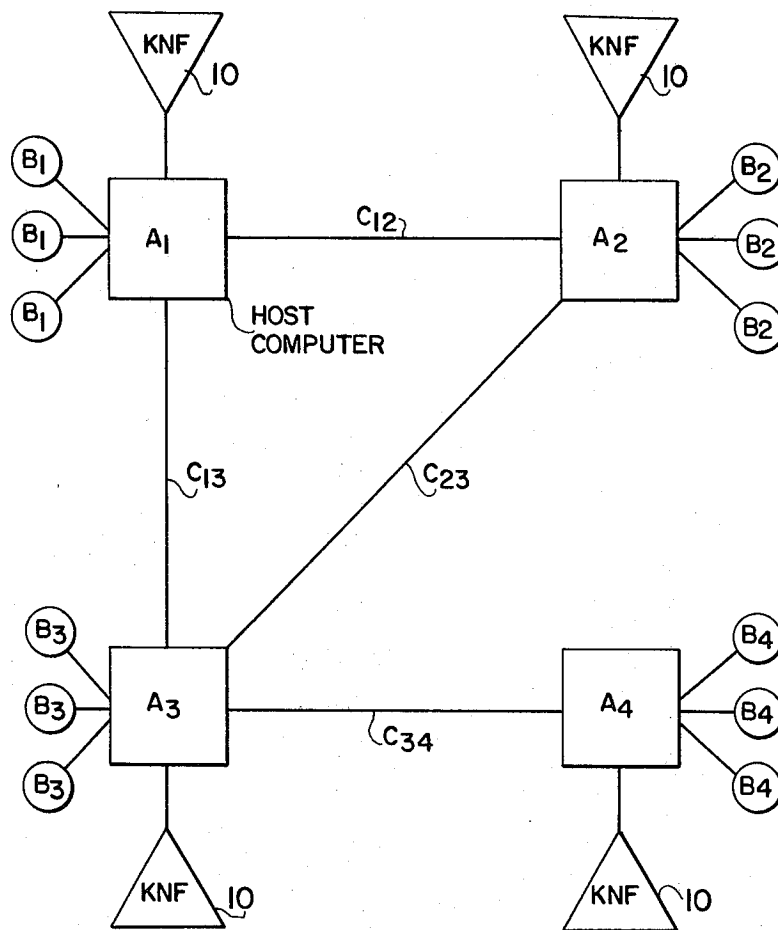 KNF
10
KNF
10
B1
B1
B1
A1
C12
A2
B2
B2
B2
HOST
COMPUTER
C13
C23
B3
B3
B3
A3
C34
A4
B4
B4
B4
KNF
10
KNF
10